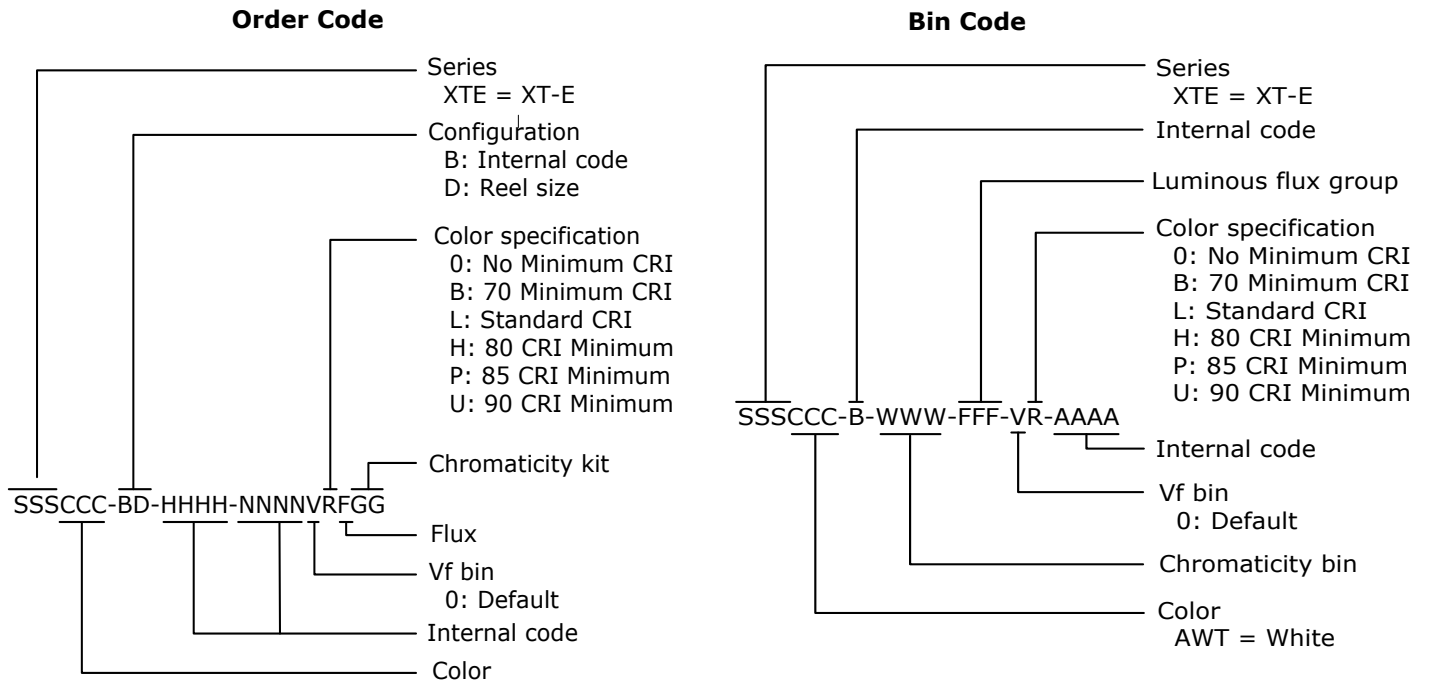 Order Code
Series
XTE = XT-E
Configuration
B: Internal code
D: Reel size
Color specification
0: No Minimum CRI
B: 70 Minimum CRI
L: Standard CRI
H: 80 CRI Minimum
P: 85 CRI Minimum
U: 90 CRI Minimum
Chromaticity kit
SSSCCC-BD-HHHH-NNNNVRFGG
Flux
Vf bin
0: Default
Internal code
Color
Bin Code
Series
XTE = XT-E
Internal code
Luminous flux group
Color specification
0: No Minimum CRI
B: 70 Minimum CRI
L: Standard CRI
H: 80 CRI Minimum
P: 85 CRI Minimum
U: 90 CRI Minimum
SSSCCC-B-WWW-FFF-VR-AAAA
Internal code
Vf bin
0: Default
Chromaticity bin
Color
AWT = White